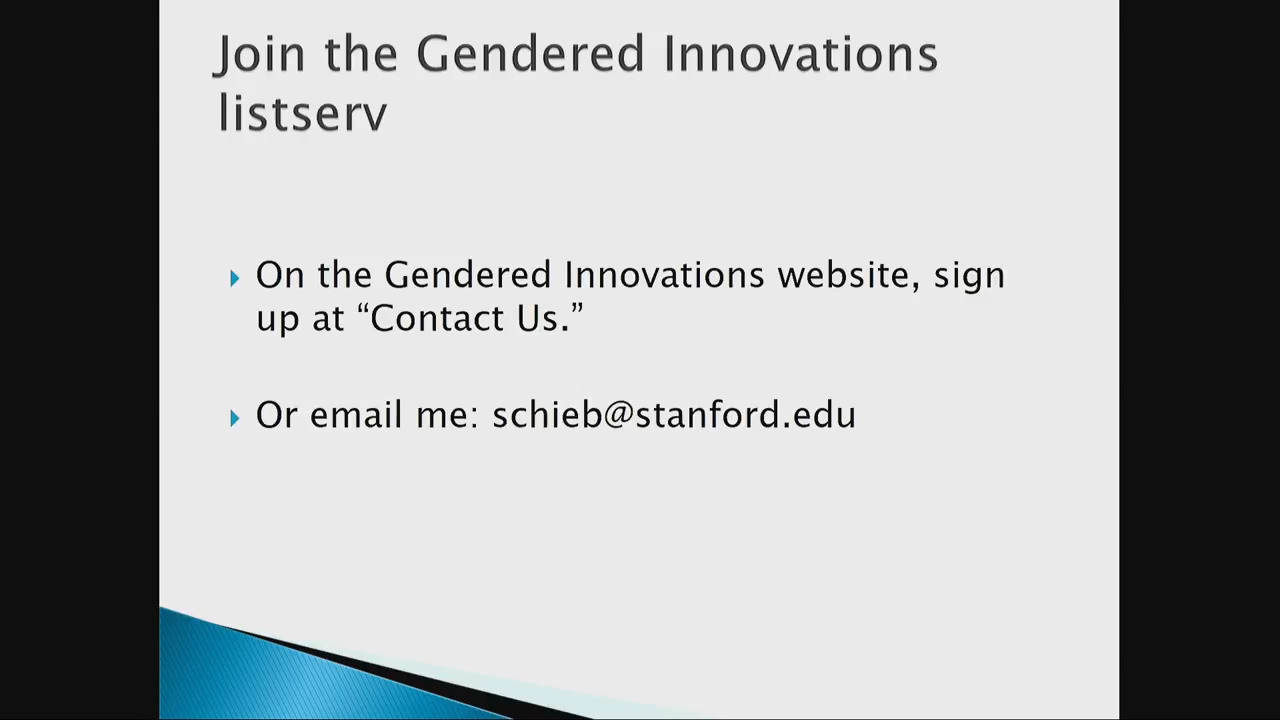 Join the Gendered Innovations
listserv
On the Gendered Innovations website, sign
up at “Contact Us.”
Or email me: schieb@stanford.edu